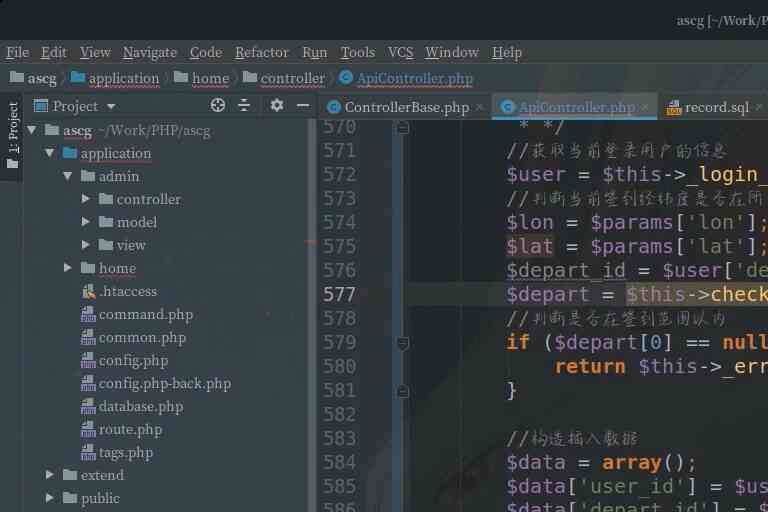 ascg [~/Work/P
File Edit View Navigate Code Refactor Run Tools VCS Window Help
ascg application home controller ApiController.php
1: Project
Project
ControllerBase.php ApiController.php record.sql
ascg ~/Work/PHP/ascg
application
admin
controller
model
view
home
.htaccess
command.php
common.php
config.php
config.php-back.php
database.php
route.php
tags.php
extend
public
570 * */
571 //获取当前登录用户的信息
572 $user = $this->_login_
573 //判断当前签到经纬度是否在所
574 $lon = $params['lon'];
575 $lat = $params['lat'];
576 $depart_id = $user['de
577 $depart = $this->check
578 //判断是否在签到范围以内
579 if ($depart[0] == null
580 return $this->_err
581 }
582
583 //构造插入数据
584 $data = array();
585 $data['user_id'] = $us
586 $data['depart_id'] = $